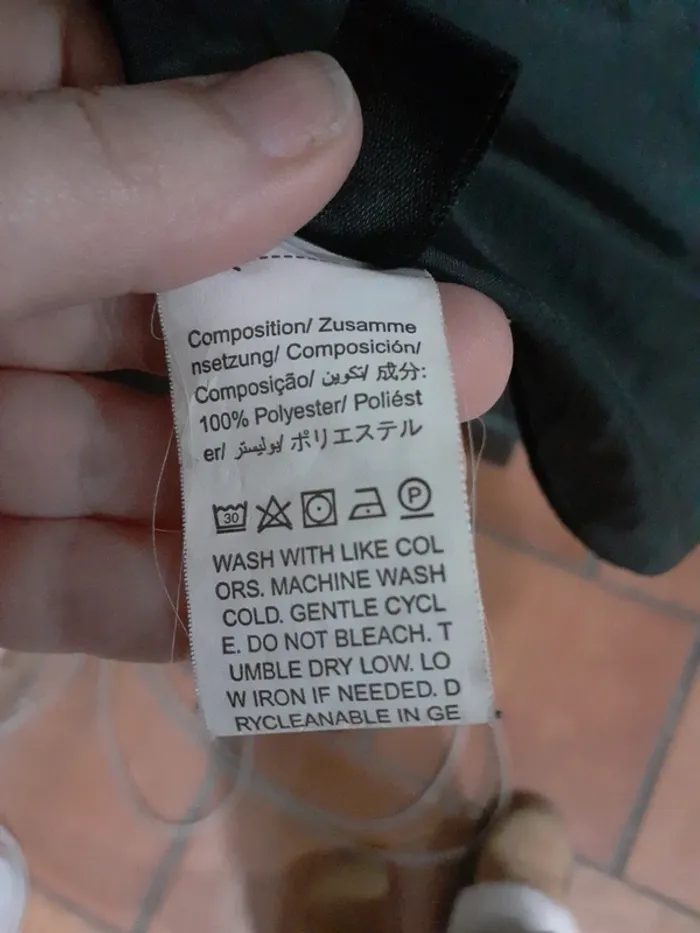 Composition/ Zusamme
nsetzung/ Composición/
Composição/ تكوين/ 成分:
100% Polyester/ Poliést
er/ بوليستر/ ポリエステル
30 P
WASH WITH LIKE COL
ORS. MACHINE WASH
COLD. GENTLE CYCL
E. DO NOT BLEACH. T
UMBLE DRY LOW. LO
W IRON IF NEEDED. D
RYCLEANABLE IN GE